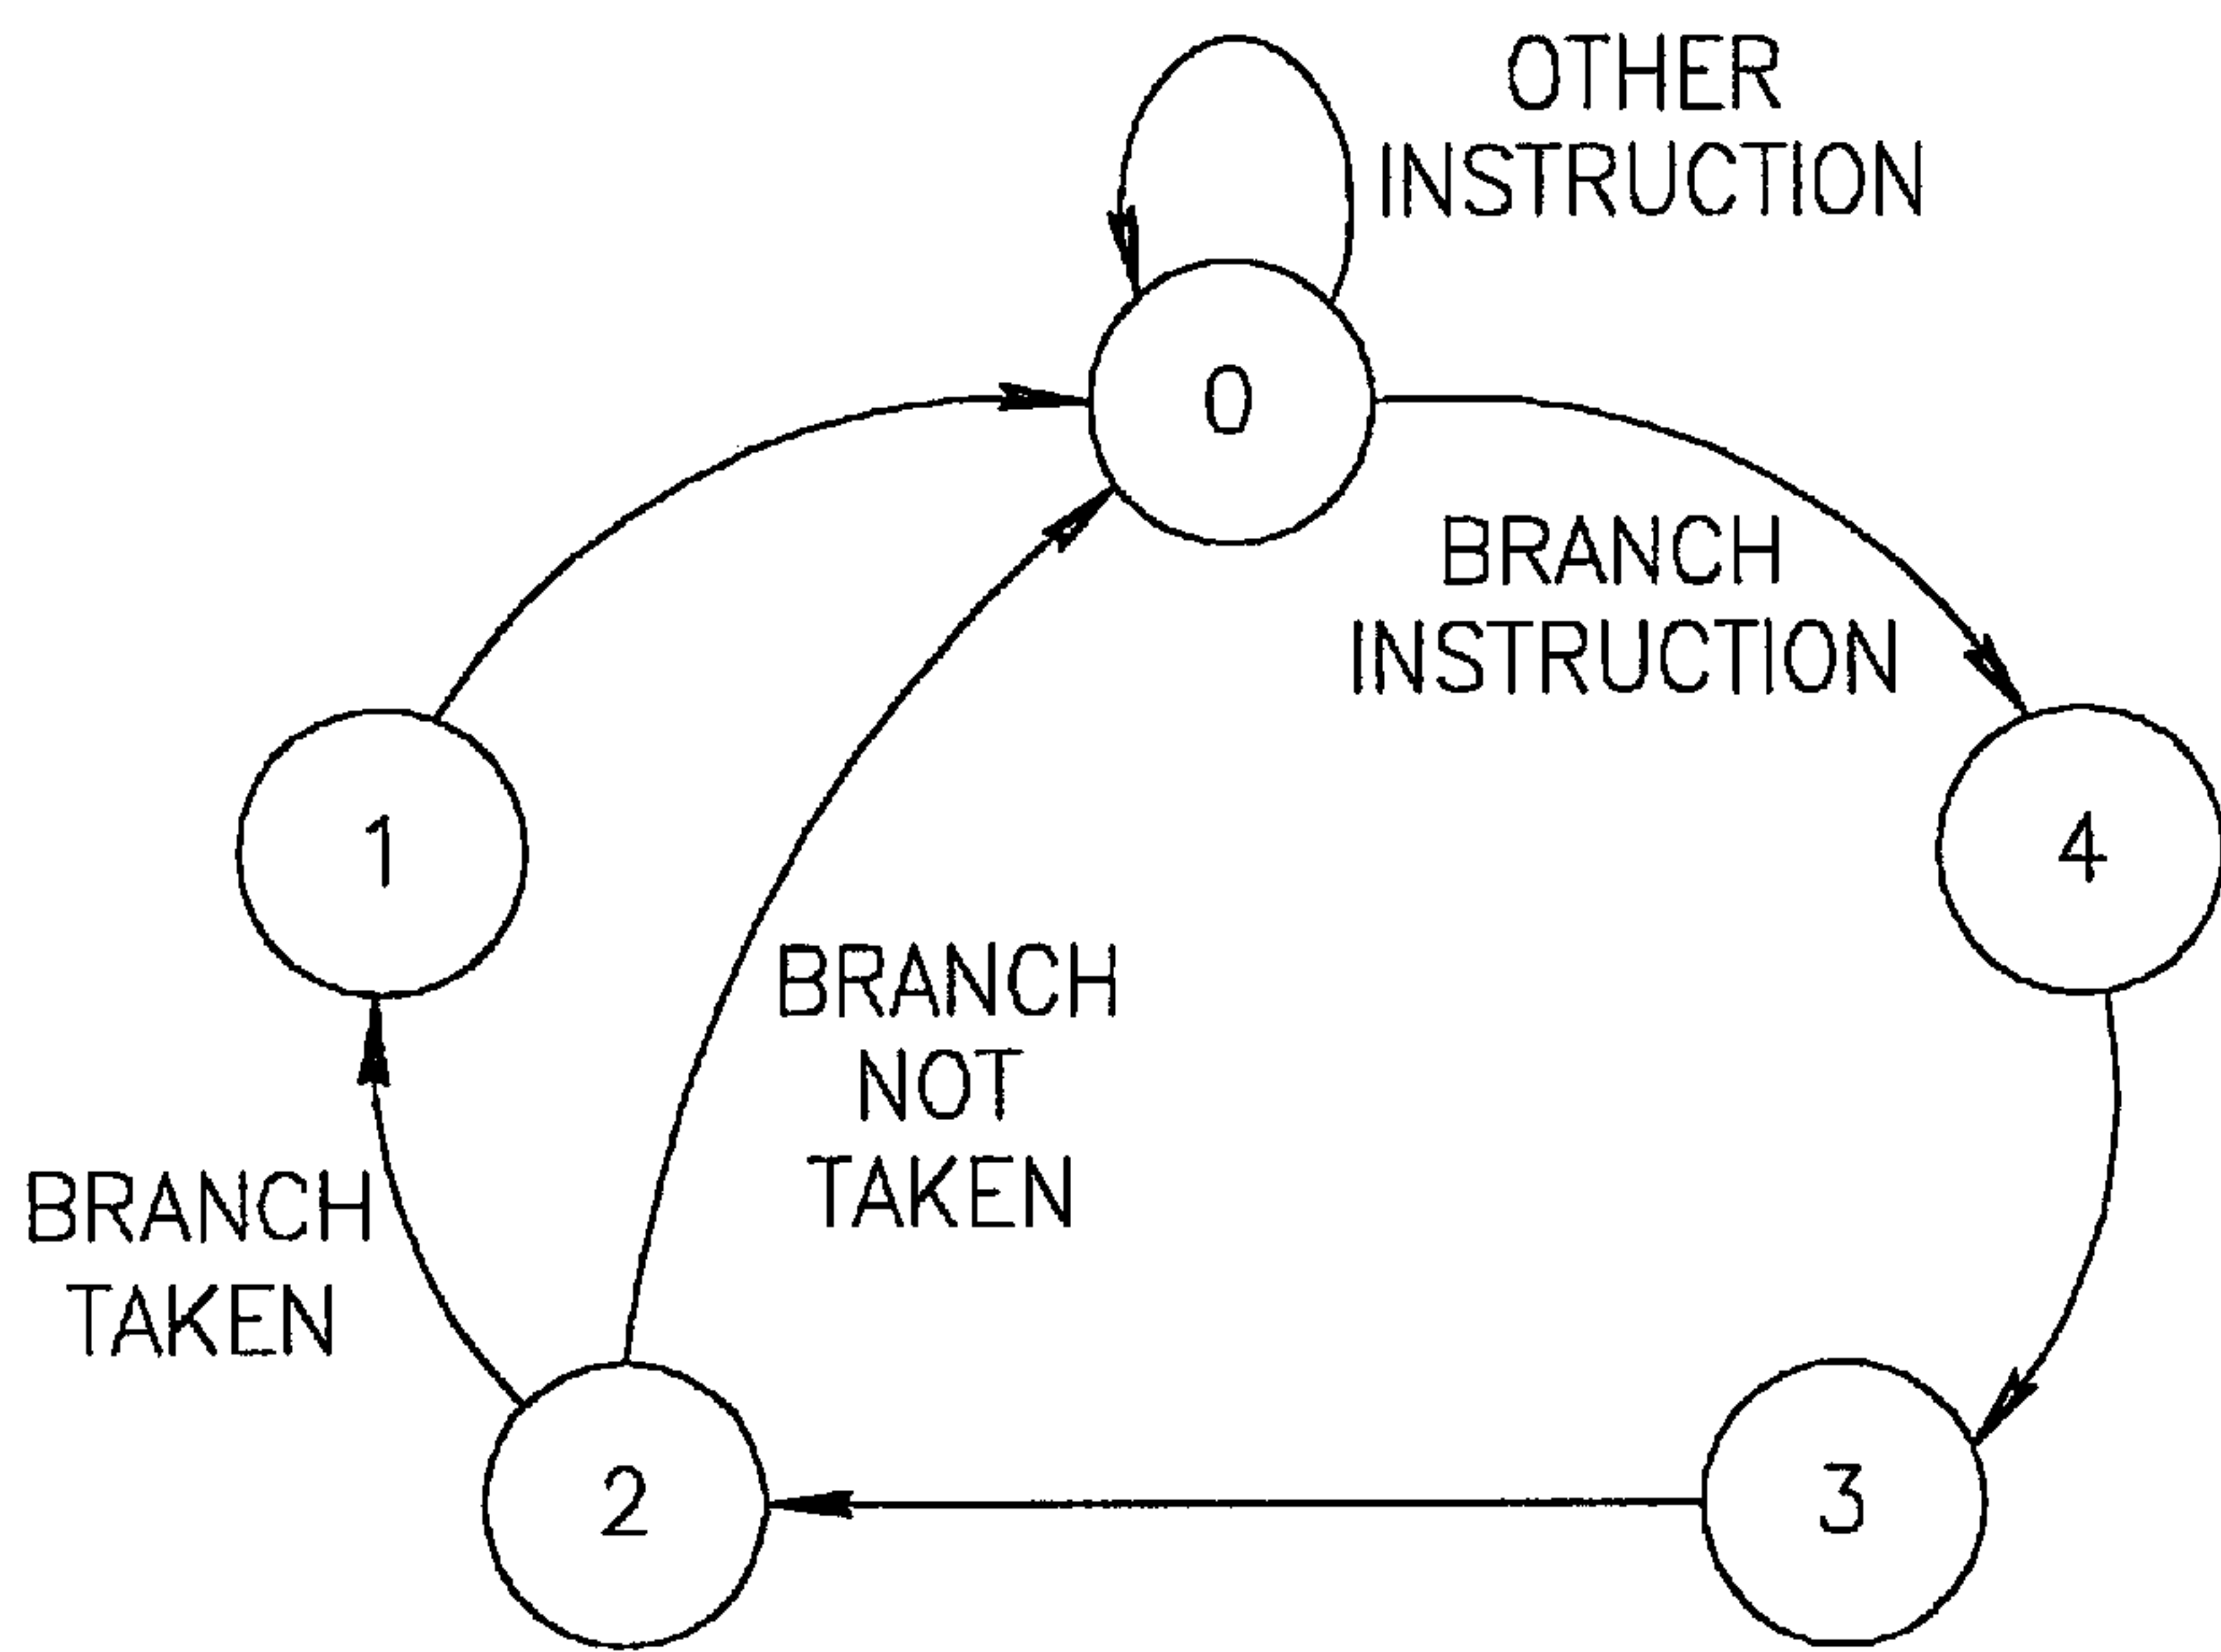 OTHER
INSTRUCTION
0
BRANCH
INSTRUCTION
1
4
BRANCH
NOT
TAKEN
BRANCH
TAKEN
2
3